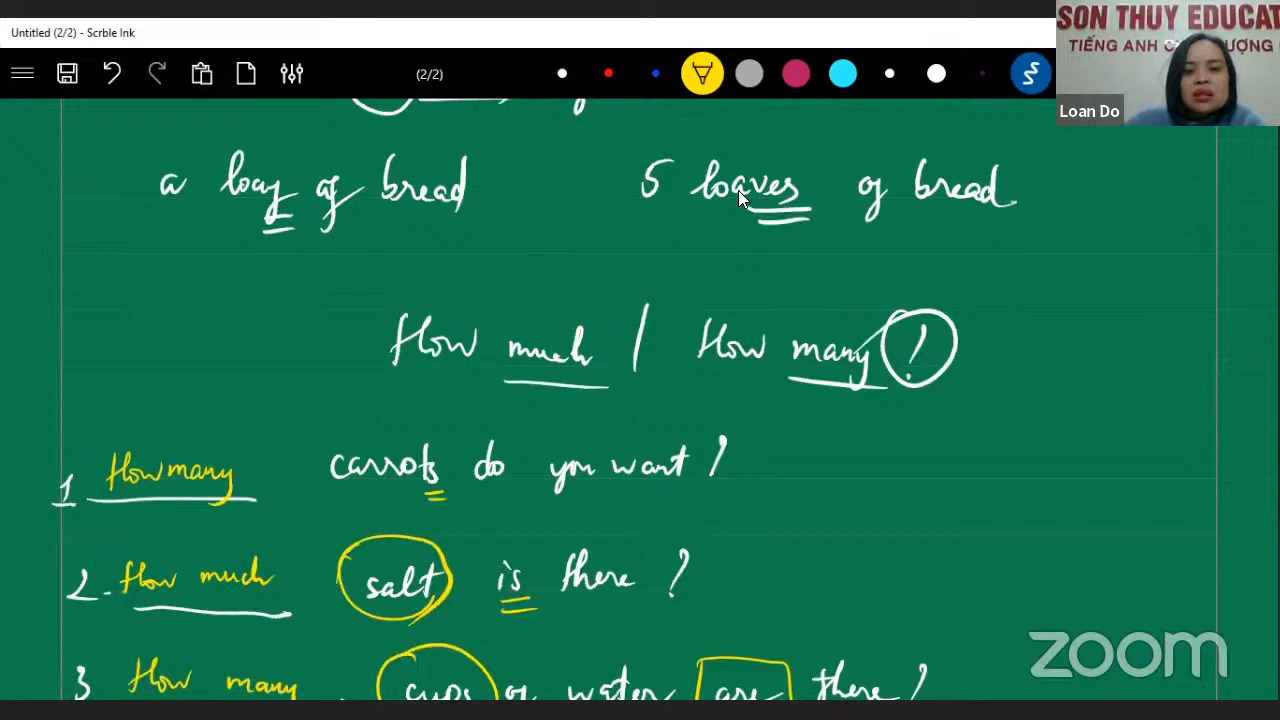 Untitled (2/2) - Scrble Ink
SON THUY EDUCAT
TIẾNG ANH
(2/2)
Loan Do
a loaf of bread 5 loaves of bread
How much / How many ?
1 How many carrots do you want ?
2. How much salt is there ?
3 How many cups of water are there ?
zoom